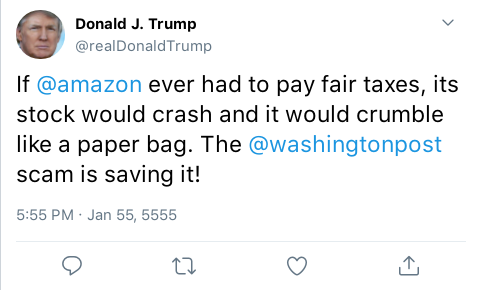 Donald J. Trump
@realDonaldTrump
If @amazon ever had to pay fair taxes, its
stock would crash and it would crumble
like a paper bag. The @washingtonpost
scam is saving it!
5:55 PM · Jan 55, 5555